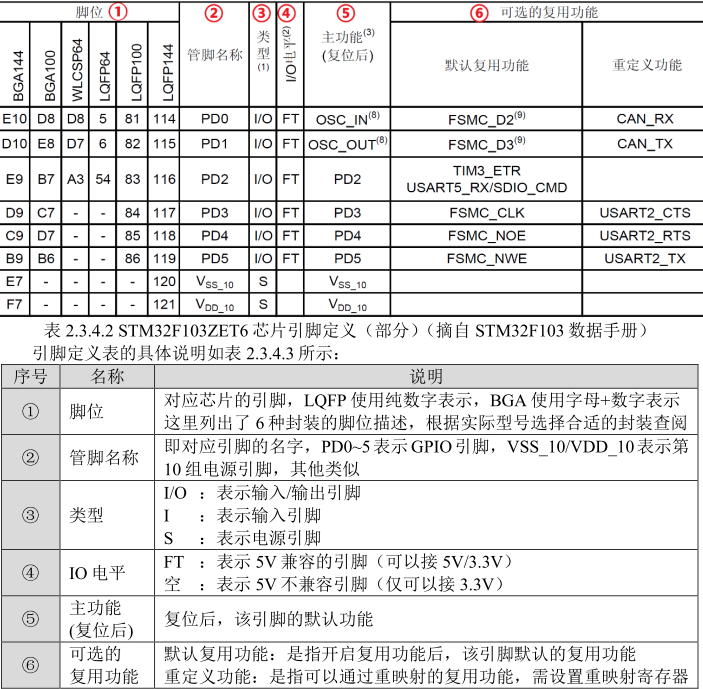 脚位 ① ② ③ ④ ⑤ ⑥ 可选的复用功能
BGA144 BGA100 WLCSP64 LQFP64 LQFP100 LQFP144 管脚名称 类型(1) I/O电平(2) 主功能(3)(复位后) 默认复用功能 重定义功能
E10 D8 D8 5 81 114 PD0 I/O FT OSC_IN(8) FSMC_D2(9) CAN_RX
D10 E8 D7 6 82 115 PD1 I/O FT OSC_OUT(8) FSMC_D3(9) CAN_TX
E9 B7 A3 54 83 116 PD2 I/O FT PD2 TIM3_ETR
USART5_RX/SDIO_CMD
D9 C7 - - 84 117 PD3 I/O FT PD3 FSMC_CLK USART2_CTS
C9 D7 - - 85 118 PD4 I/O FT PD4 FSMC_NOE USART2_RTS
B9 B6 - - 86 119 PD5 I/O FT PD5 FSMC_NWE USART2_TX
E7 - - - - 120 VSS_10 S VSS_10
F7 - - - - 121 VDD_10 S VDD_10
表 2.3.4.2 STM32F103ZET6 芯片引脚定义（部分）（摘自 STM32F103 数据手册）
引脚定义表的具体说明如表 2.3.4.3 所示：
序号 名称 说明
① 脚位 对应芯片的引脚，LQFP 使用纯数字表示，BGA 使用字母+数字表示
这里列出了 6 种封装的脚位描述，根据实际型号选择合适的封装查阅
② 管脚名称 即对应引脚的名字，PD0~5 表示 GPIO 引脚，VSS_10/VDD_10 表示第
10 组电源引脚，其他类似
③ 类型 I/O ：表示输入/输出引脚
I ：表示输入引脚
S ：表示电源引脚
④ IO 电平 FT ：表示 5V 兼容的引脚（可以接 5V/3.3V）
空 ：表示 5V 不兼容引脚（仅可以接 3.3V）
⑤ 主功能
(复位后) 复位后，该引脚的默认功能
⑥ 可选的
复用功能 默认复用功能：是指开启复用功能后，该引脚默认的复用功能
重定义功能：是指可以通过重映射的复用功能，需设置重映射寄存器